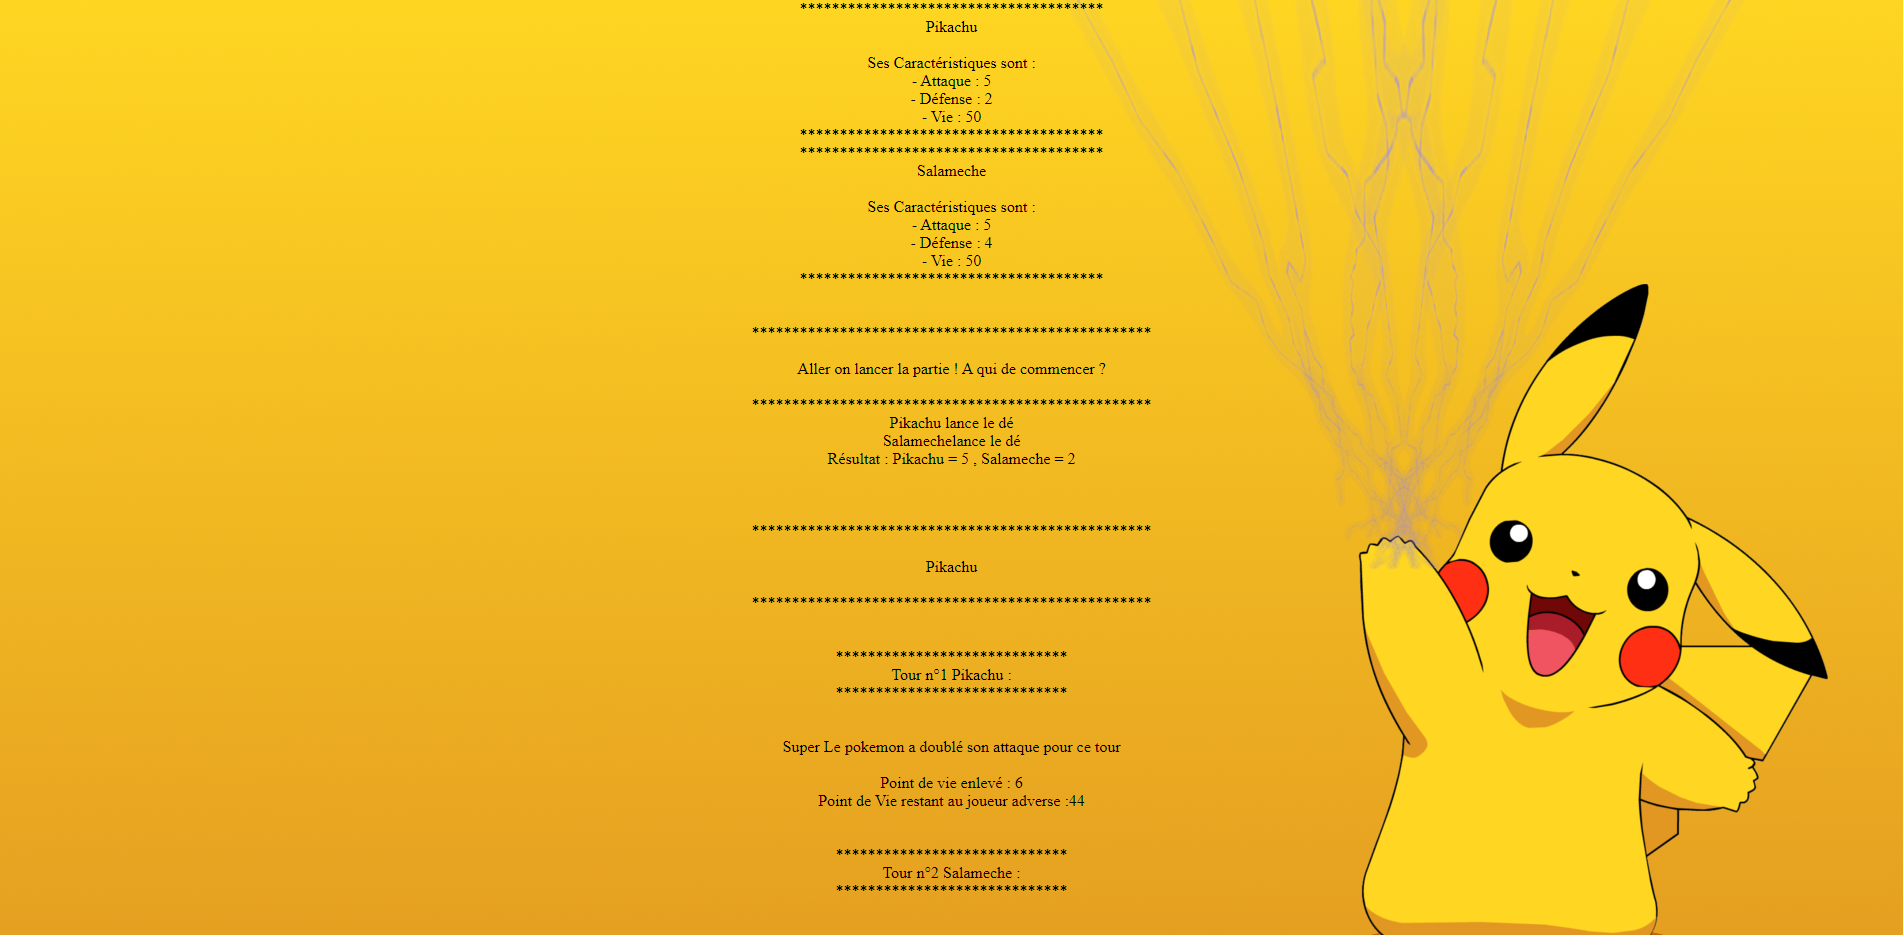 **************************************
Pikachu
Ses Caractéristiques sont :
- Attaque : 5
- Défense : 2
- Vie : 50
**************************************
**************************************
Salameche
Ses Caractéristiques sont :
- Attaque : 5
- Défense : 4
- Vie : 50
**************************************
**************************************************
Aller on lancer la partie ! A qui de commencer ?
**************************************************
Pikachu lance le dé
Salamechelance le dé
Résultat : Pikachu = 5 , Salameche = 2
**************************************************
Pikachu
**************************************************
*****************************
Tour n°1 Pikachu :
*****************************
Super Le pokemon a doublé son attaque pour ce tour
Point de vie enlevé : 6
Point de Vie restant au joueur adverse :44
*****************************
Tour n°2 Salameche :
*****************************